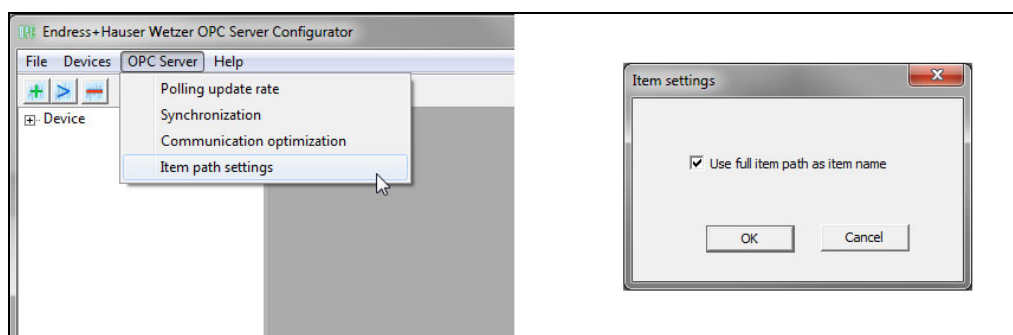 Endress+Hauser Wetzer OPC Server Configurator
File Devices OPC Server Help
Polling update rate
Synchronization
Communication optimization
Item path settings
Device
Item settings
Use full item path as item name
OK Cancel